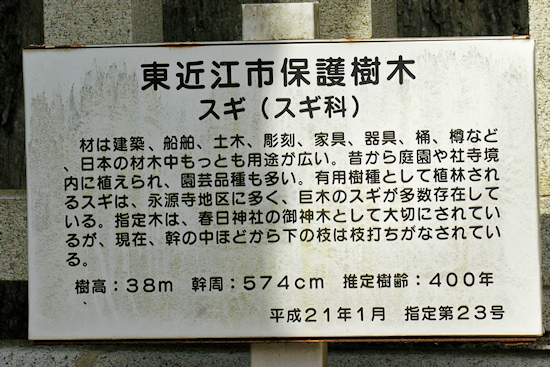 東近江市保護樹木
スギ（スギ科）
材は建築、船舶、土木、彫刻、家具、器具、桶、樽など
、日本の材木中もっとも用途が広い。昔から庭園や社寺境
内に植えられ、園芸品種も多い。有用樹種として植林され
るスギは、永源寺地区に多く、巨木のスギが多数存在して
いる。指定木は、春日神社の御神木として大切にされてい
るが、現在、幹の中ほどから下の枝は枝打ちがなされてい
る。
樹高：38m 幹周：574cm 推定樹齢：400年
平成21年1月 指定第23号